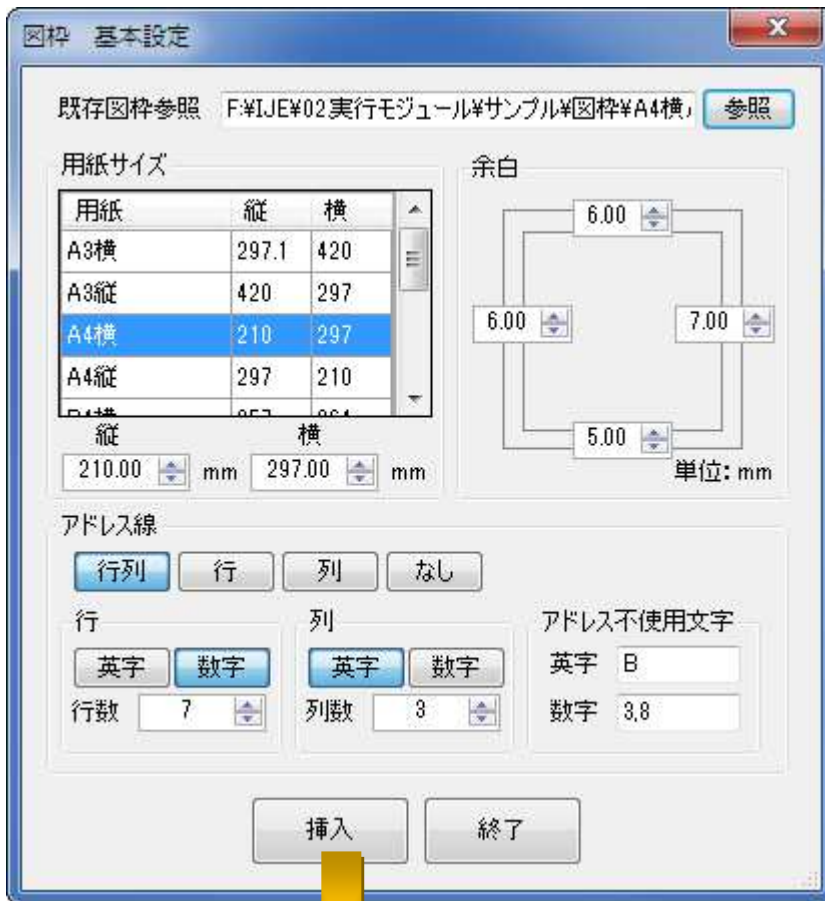 図枠 基本設定
既存図枠参照 F:¥IJE¥02実行モジュール¥サンプル¥図枠¥A4横 参照
用紙サイズ
用紙 縦 横
A3横 297.1 420
A3縦 420 297
A4横 210 297
A4縦 297 210
縦 横
210.00 mm 297.00 mm
余白
6.00
6.00 7.00
5.00
単位: mm
アドレス線
行列 行 列 なし
行
英字 数字
行数 7
列
英字 数字
列数 3
アドレス不使用文字
英字 B
数字 3,8
挿入 終了